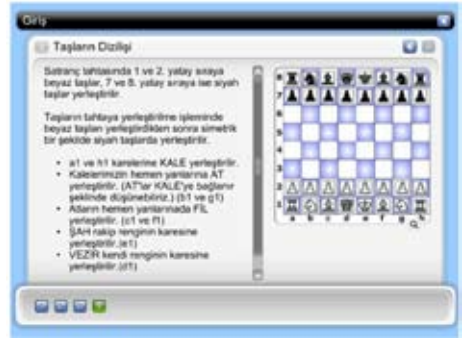 Giriş
Taşların Dizilişi
Satranç tahtasında 1 ve 2. yatay sıraya
beyaz taşlar, 7 ve 8. yatay sıraya ise siyah
taşlar yerleştirilir.
Taşların tahtaya yerleştirilme işleminde
beyaz taşları yerleştirdikten sonra simetrik
bir şekilde siyah taşlarda yerleştirilir.
• a1 ve h1 karelerine KALE yerleştirilir.
• Kalelerimizin hemen yanlarına AT
yerleştirilir. (AT'lar KALE'ye bağlanır
şeklinde düşünebiliriz.) (b1 ve g1)
• Atların hemen yanlarınada FİL
yerleştirilir. (c1 ve f1)
• ŞAH rakip renginin karesine
yerleştirilir.(e1)
• VEZİR kendi renginin karesine
yerleştirilir.(d1)
8
7
6
5
4
3
2
1
a b c d e f g h